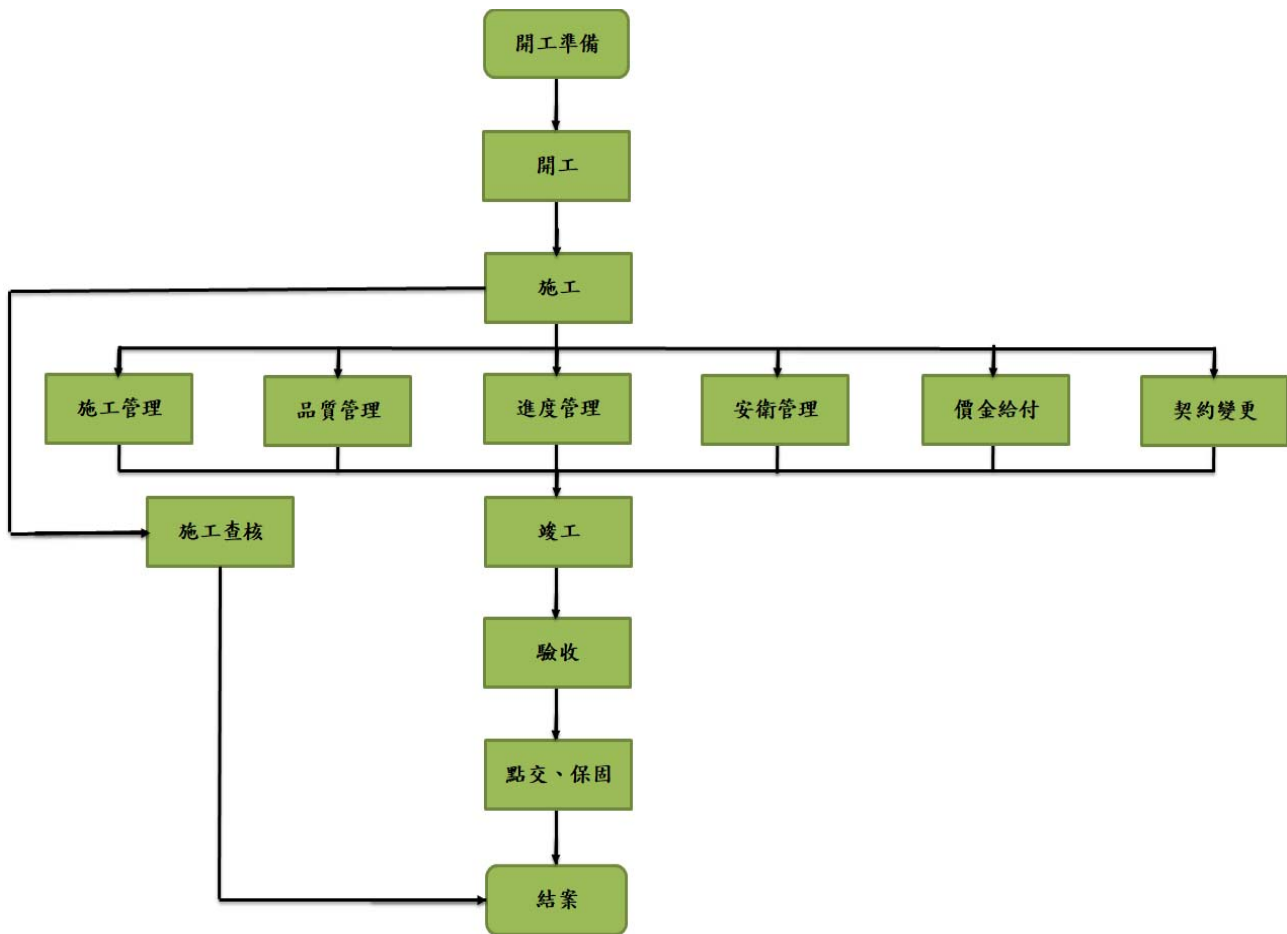 開工準備
開工
施工
施工管理
品質管理
進度管理
安衛管理
價金給付
契約變更
施工查核
竣工
驗收
點交、保固
結案